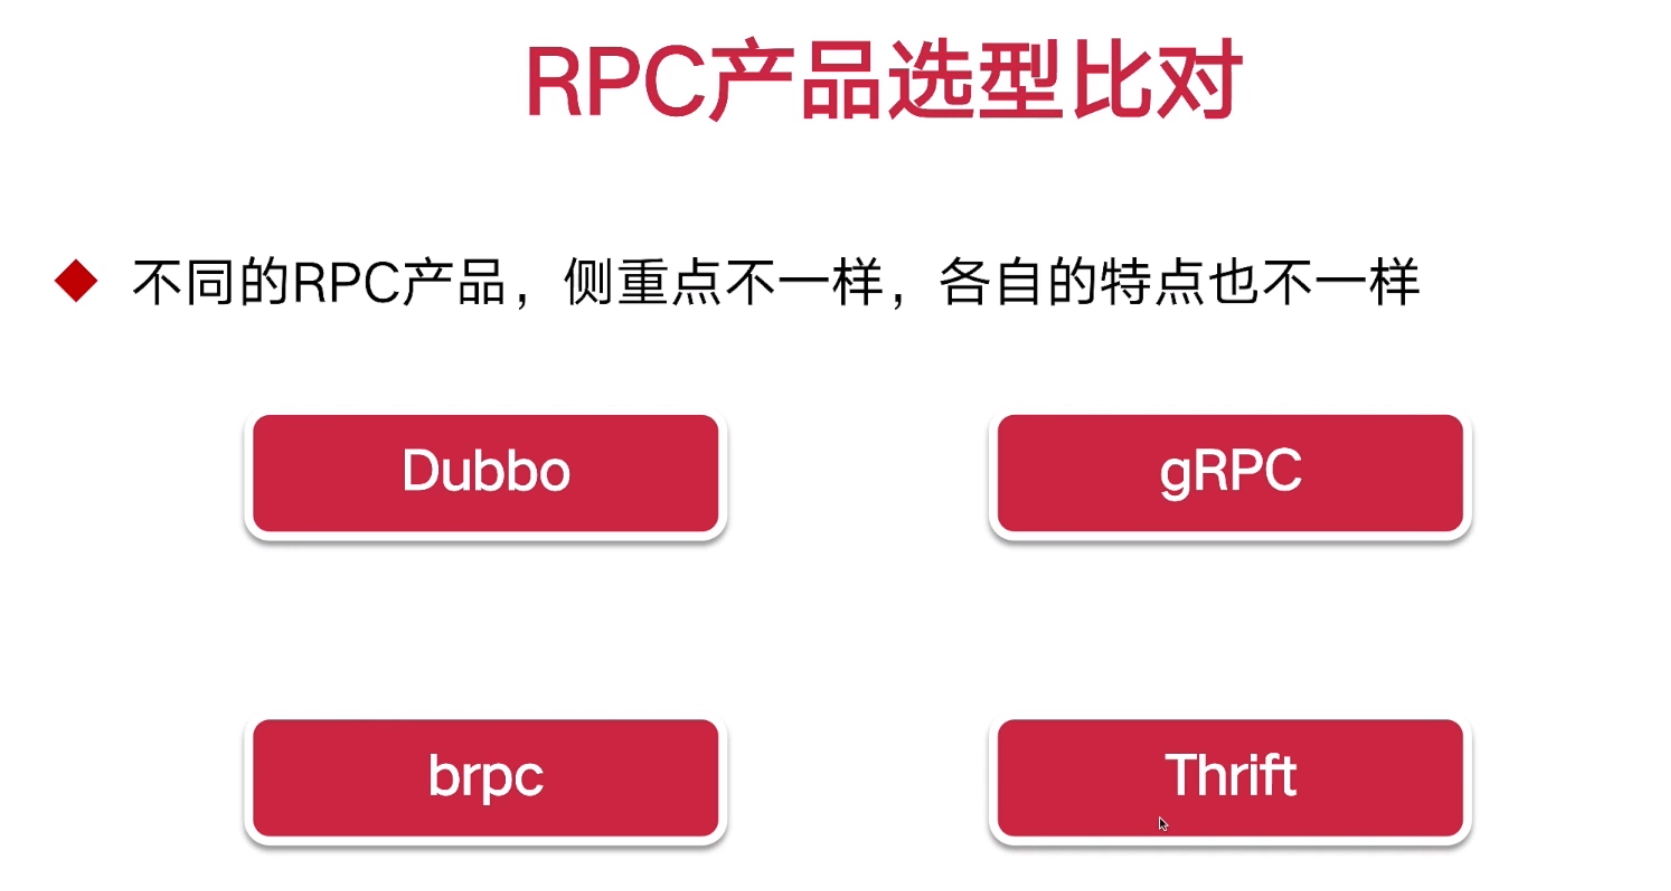 RPC产品选型比对
不同的RPC产品，侧重点不一样，各自的特点也不一样
Dubbo
gRPC
brpc
Thrift